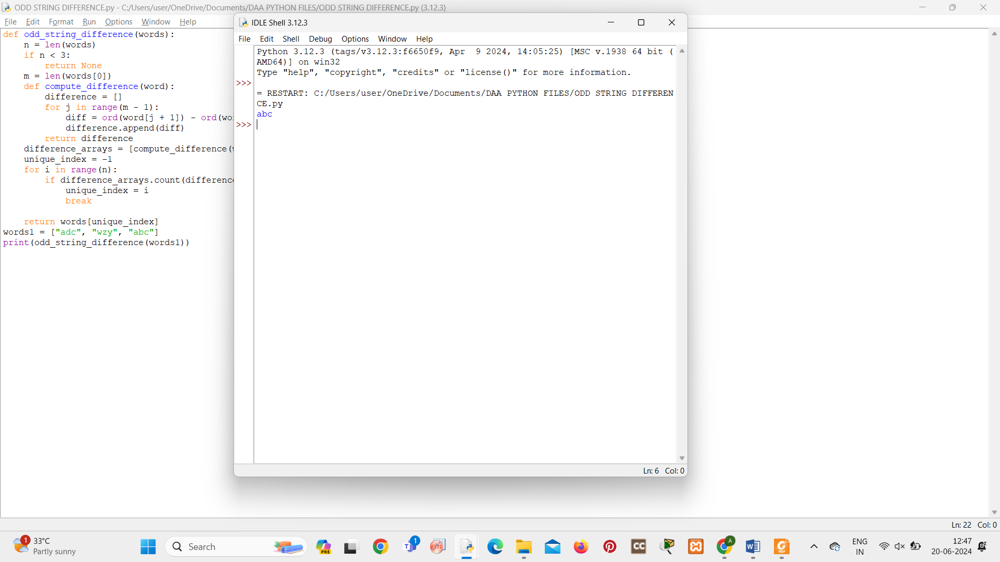 ODD STRING DIFFERENCE.py - C:/Users/user/OneDrive/Documents/DAA PYTHON FILES/ODD STRING DIFFERENCE.py (3.12.3)
File Edit Format Run Options Window Help
def odd_string_difference(words):
    n = len(words)
    if n < 3:
        return None
    m = len(words[0])
    def compute_difference(word):
        difference = []
        for j in range(m - 1):
            diff = ord(word[j + 1]) - ord(wo
            difference.append(diff)
        return difference
    difference_arrays = [compute_difference(
    unique_index = -1
    for i in range(n):
        if difference_arrays.count(differenc
            unique_index = i
            break
    return words[unique_index]
words1 = ["adc", "wzy", "abc"]
print(odd_string_difference(words1))
IDLE Shell 3.12.3
File Edit Shell Debug Options Window Help
Python 3.12.3 (tags/v3.12.3:f6650f9, Apr  9 2024, 14:05:25) [MSC v.1938 64 bit (
AMD64)] on win32
Type "help", "copyright", "credits" or "license()" for more information.
>>>
= RESTART: C:/Users/user/OneDrive/Documents/DAA PYTHON FILES/ODD STRING DIFFEREN
CE.py
abc
>>>
Ln: 6 Col: 0
Ln: 22 Col: 0
1
33°C
Partly sunny
Search
PRE
1
CC
A
PDF
ENG
IN
12:47
20-06-2024